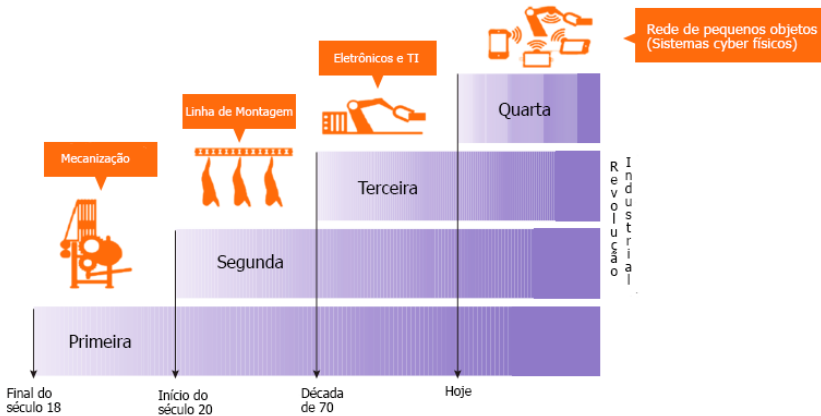 Rede de pequenos objetos
(Sistemas cyber físicos)
Eletrônicos e TI
Linha de Montagem
Mecanização
Quarta
Terceira
Segunda
Primeira
Revolução
Industrial
Final do
século 18
Início do
século 20
Década
de 70
Hoje